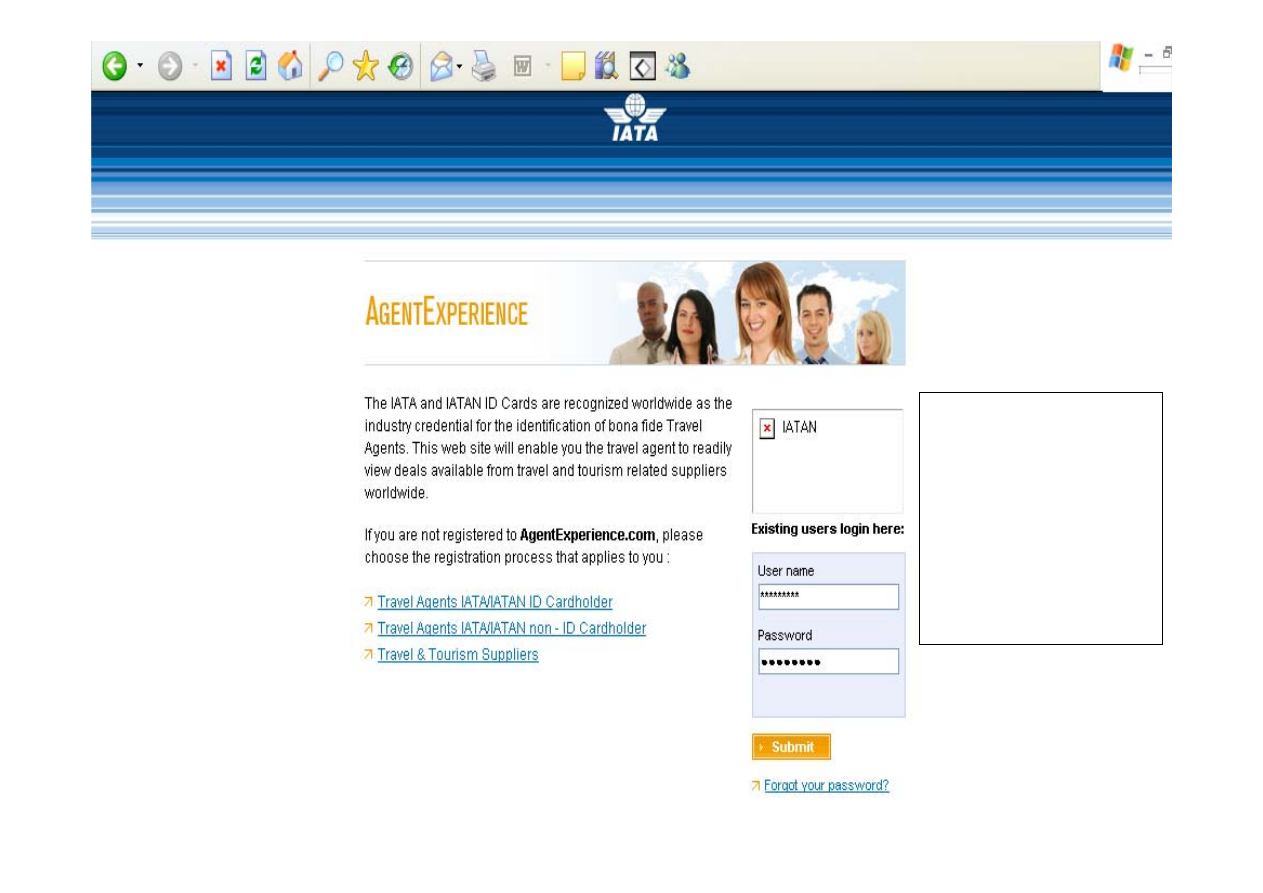 IATA
AGENTEXPERIENCE
The IATA and IATAN ID Cards are recognized worldwide as the
industry credential for the identification of bona fide Travel
Agents. This web site will enable you the travel agent to readily
view deals available from travel and tourism related suppliers
worldwide.
If you are not registered to AgentExperience.com, please
choose the registration process that applies to you :
Travel Agents IATA/IATAN ID Cardholder
Travel Agents IATA/IATAN non - ID Cardholder
Travel & Tourism Suppliers
IATAN
Existing users login here:
User name
*********
Password
••••••••
Submit
Forgot your password?